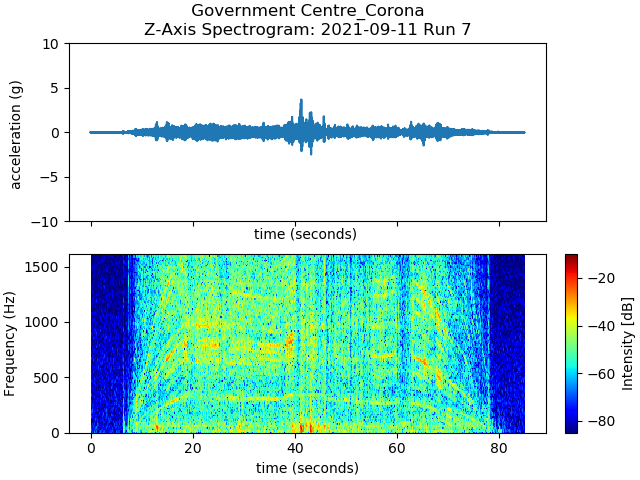 Government Centre_Corona
Z-Axis Spectrogram: 2021-09-11 Run 7
10
5
0
−5
−10
acceleration (g)
time (seconds)
1500
1000
500
0
Frequency (Hz)
0 20 40 60 80
time (seconds)
−20
−40
−60
−80
Intensity [dB]